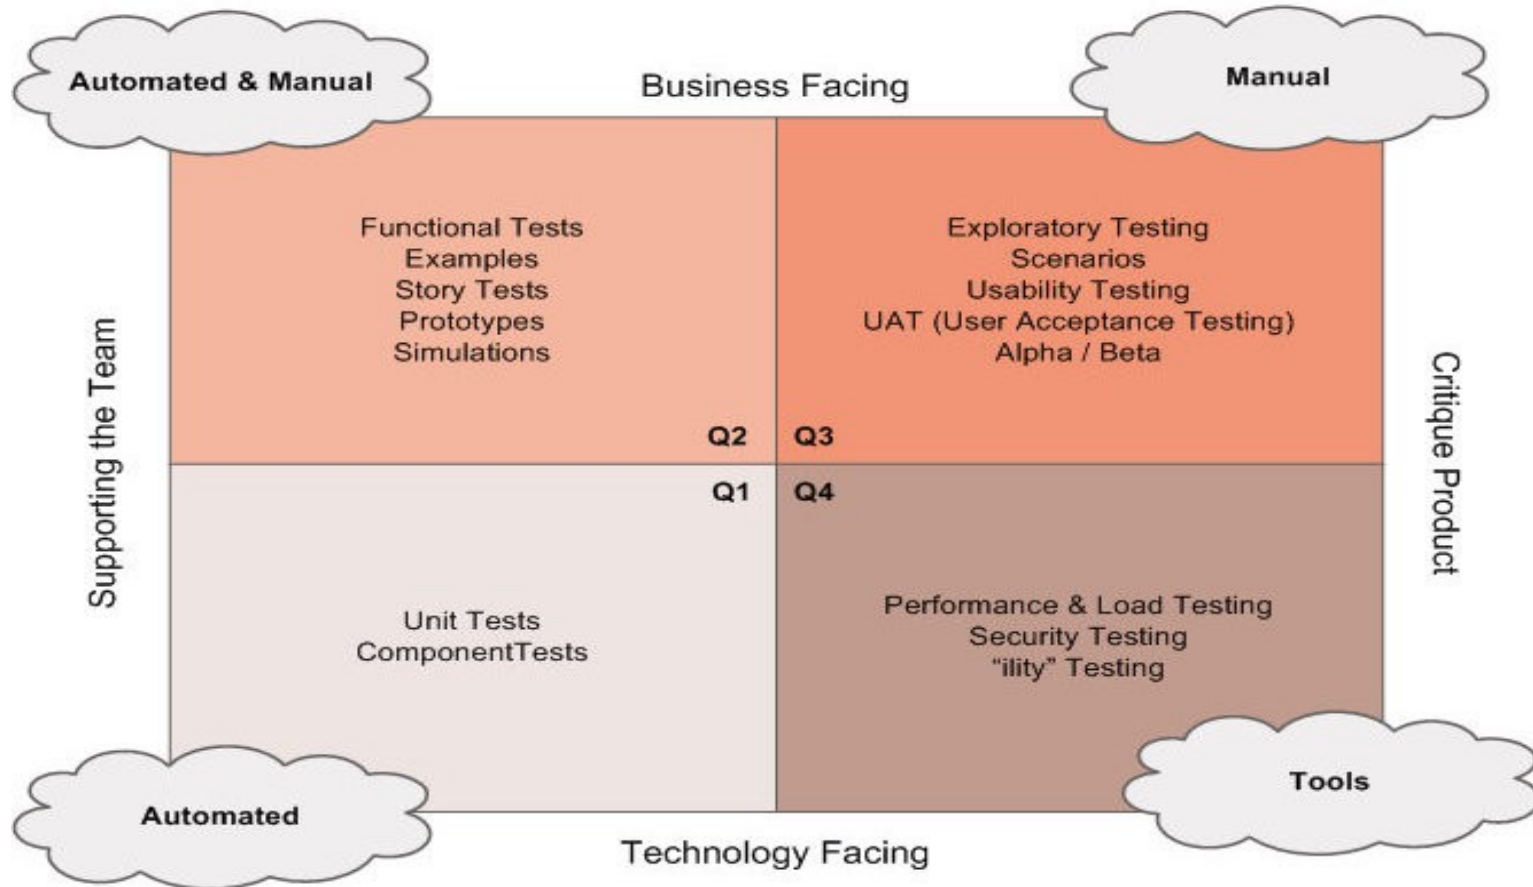 Automated & Manual
Business Facing
Manual
Functional Tests
Examples
Story Tests
Prototypes
Simulations
Exploratory Testing
Scenarios
Usability Testing
UAT (User Acceptance Testing)
Alpha / Beta
Supporting the Team
Critique Product
Q2
Q3
Q1
Q4
Unit Tests
ComponentTests
Performance & Load Testing
Security Testing
“ility” Testing
Automated
Tools
Technology Facing